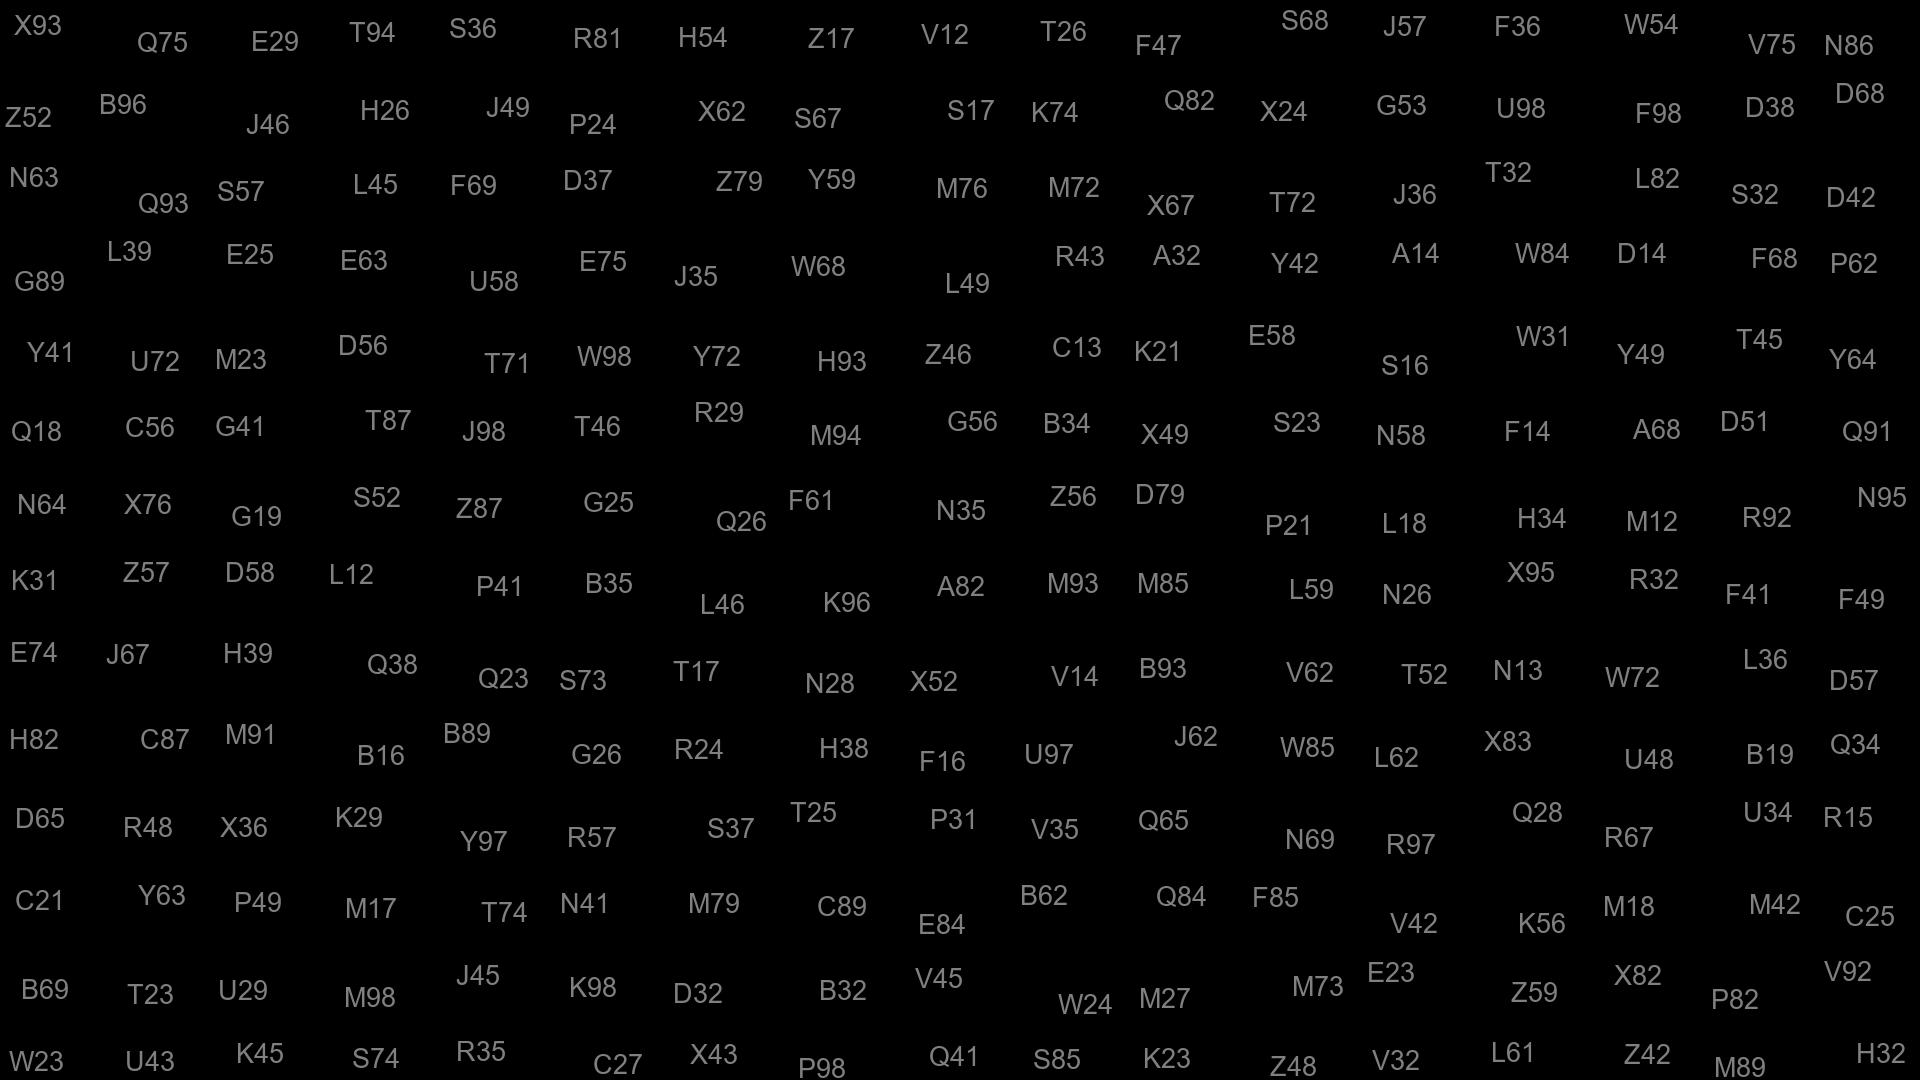 X93 Q75 E29 T94 S36 R81 H54 Z17 V12 T26 F47 S68 J57 F36 W54 V75 N86
Z52 B96 J46 H26 J49 P24 X62 S67 S17 K74 Q82 X24 G53 U98 F98 D38 D68
N63 Q93 S57 L45 F69 D37 Z79 Y59 M76 M72 X67 T72 J36 T32 L82 S32 D42
G89 L39 E25 E63 U58 E75 J35 W68 L49 R43 A32 Y42 A14 W84 D14 F68 P62
Y41 U72 M23 D56 T71 W98 Y72 H93 Z46 C13 K21 E58 S16 W31 Y49 T45 Y64
Q18 C56 G41 T87 J98 T46 R29 M94 G56 B34 X49 S23 N58 F14 A68 D51 Q91
N64 X76 G19 S52 Z87 G25 Q26 F61 N35 Z56 D79 P21 L18 H34 M12 R92 N95
K31 Z57 D58 L12 P41 B35 L46 K96 A82 M93 M85 L59 N26 X95 R32 F41 F49
E74 J67 H39 Q38 Q23 S73 T17 N28 X52 V14 B93 V62 T52 N13 W72 L36 D57
H82 C87 M91 B16 B89 G26 R24 H38 F16 U97 J62 W85 L62 X83 U48 B19 Q34
D65 R48 X36 K29 Y97 R57 S37 T25 P31 V35 Q65 N69 R97 Q28 R67 U34 R15
C21 Y63 P49 M17 T74 N41 M79 C89 E84 B62 Q84 F85 V42 K56 M18 M42 C25
B69 T23 U29 M98 J45 K98 D32 B32 V45 W24 M27 M73 E23 Z59 X82 P82 V92
W23 U43 K45 S74 R35 C27 X43 P98 Q41 S85 K23 Z48 V32 L61 Z42 M89 H32